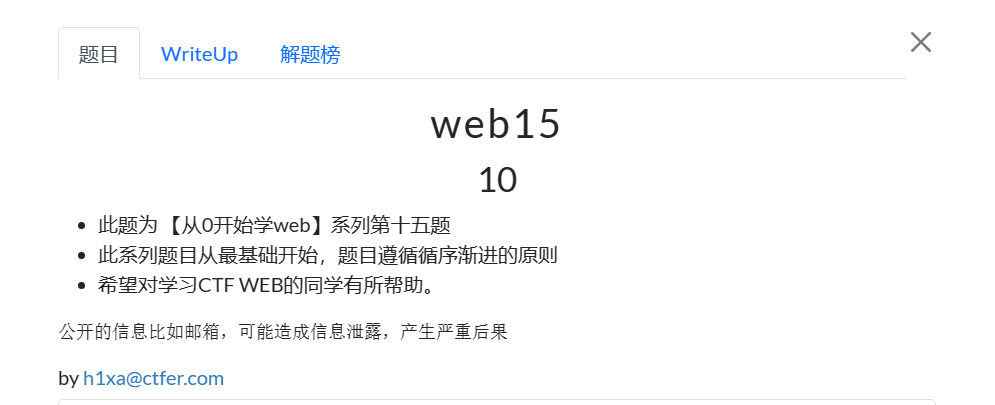 题目 WriteUp 解题榜
web15
10
此题为 【从0开始学web】系列第十五题
此系列题目从最基础开始，题目遵循循序渐进的原则
希望对学习CTF WEB的同学有所帮助。
公开的信息比如邮箱，可能造成信息泄露，产生严重后果
by h1xa@ctfer.com